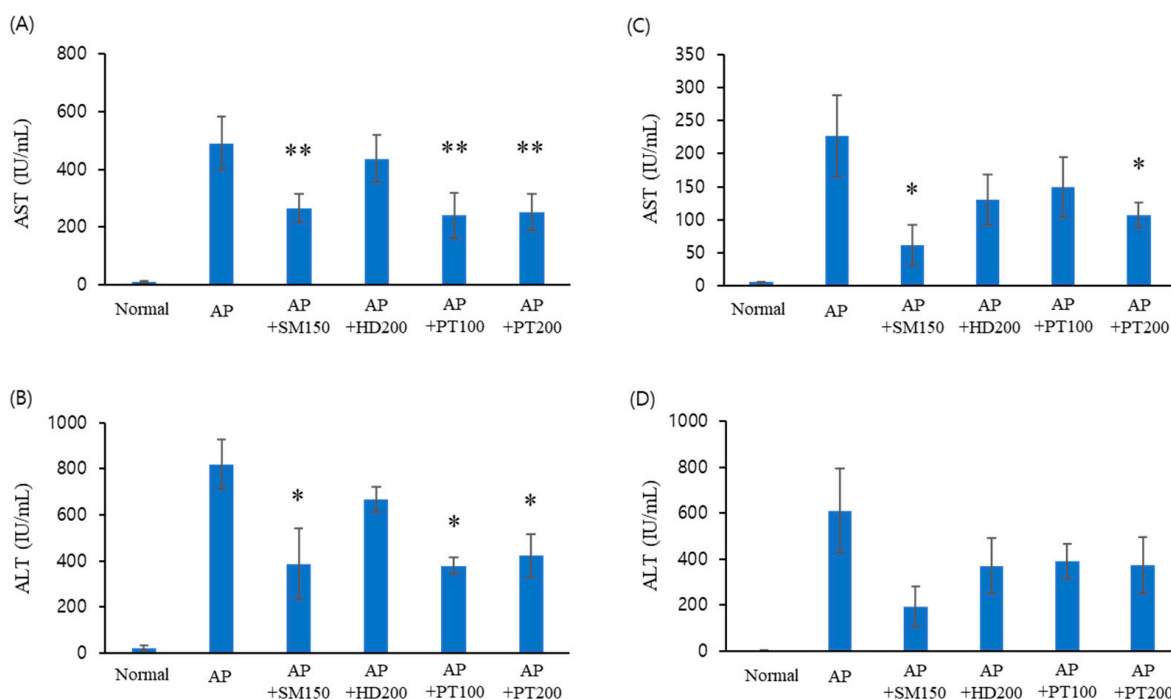 (A)
AST (IU/mL)
800
600
400
200
0
** ** **
Normal AP AP AP AP AP
+SM150 +HD200 +PT100 +PT200
(C)
AST (IU/mL)
350
300
250
200
150
100
50
0
* *
Normal AP AP AP AP AP
+SM150 +HD200 +PT100 +PT200
(B)
ALT (IU/mL)
1000
800
600
400
200
0
* * *
Normal AP AP AP AP AP
+SM150 +HD200 +PT100 +PT200
(D)
ALT (IU/mL)
1000
800
600
400
200
0
Normal AP AP AP AP AP
+SM150 +HD200 +PT100 +PT200